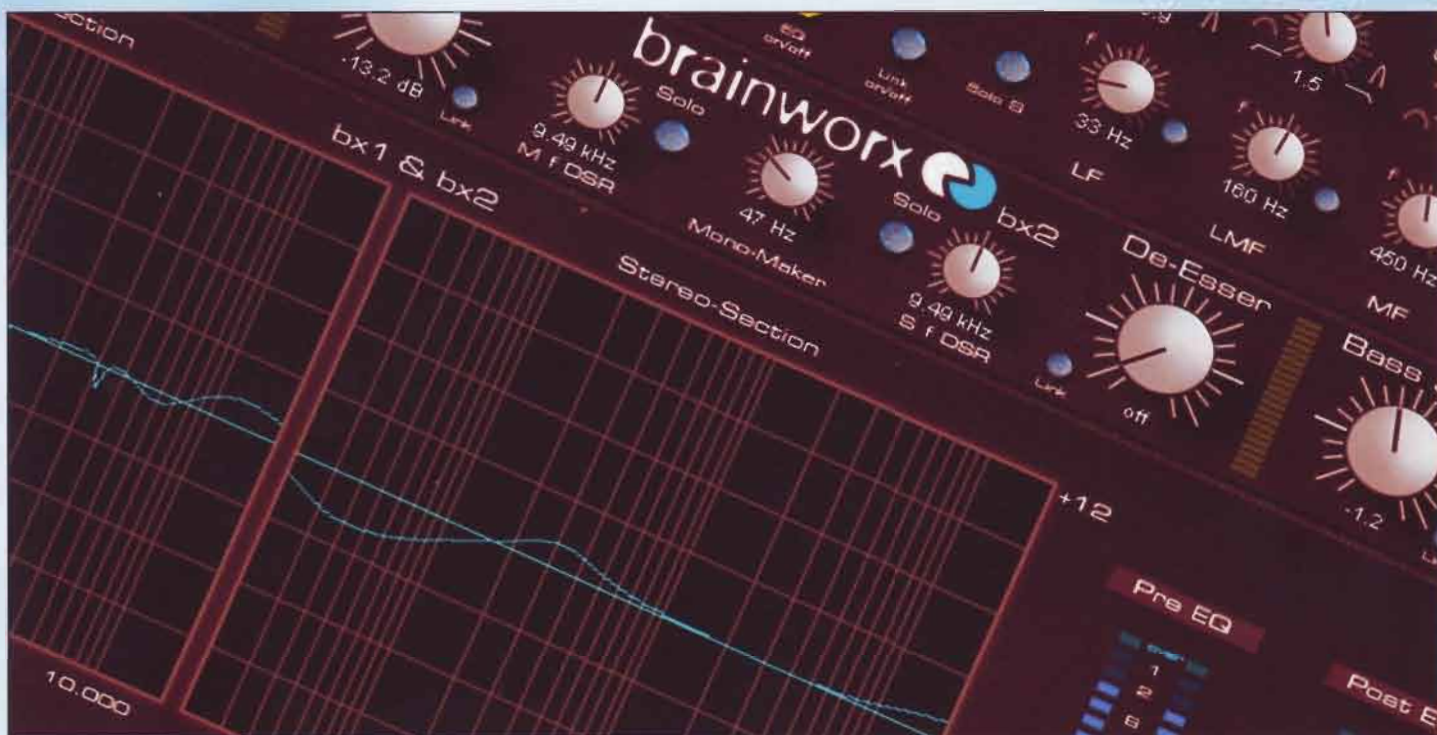 EQ
on/off
Link
on/off
Solo S
F
1.5
-13.2 dB
Link
brainworx
bx2
Solo
9.49 kHz
M f DSR
47 Hz
Mono-Maker
Solo
9.49 kHz
S f DSR
F
33 Hz
LF
F
160 Hz
LMF
F
450 Hz
MF
bx1 & bx2
Stereo-Section
Link
De-Esser
off
Bass
-1.2
+12
Pre EQ
1
2
Post E
10.000